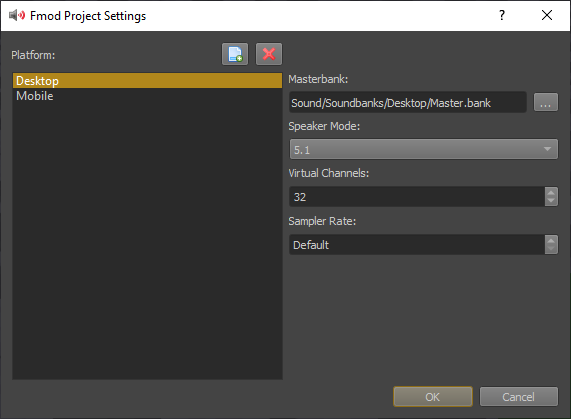 Fmod Project Settings
?
Platform:
Desktop
Mobile
Masterbank:
Sound/Soundbanks/Desktop/Master.bank
...
Speaker Mode:
5.1
Virtual Channels:
32
Sampler Rate:
Default
OK
Cancel